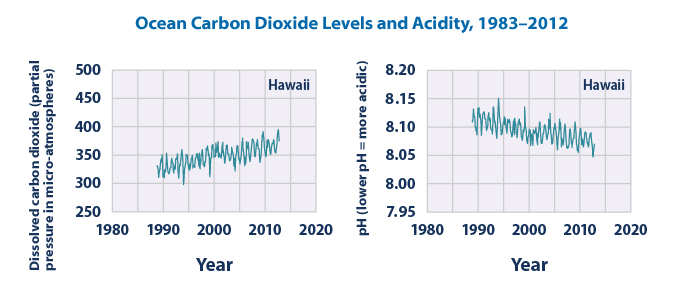 Ocean Carbon Dioxide Levels and Acidity, 1983–2012
Dissolved carbon dioxide (partial
pressure in micro-atmospheres)
500
450
400
350
300
250
Hawaii
1980 1990 2000 2010 2020
Year
pH (lower pH = more acidic)
8.20
8.15
8.10
8.05
8.00
7.95
Hawaii
1980 1990 2000 2010 2020
Year